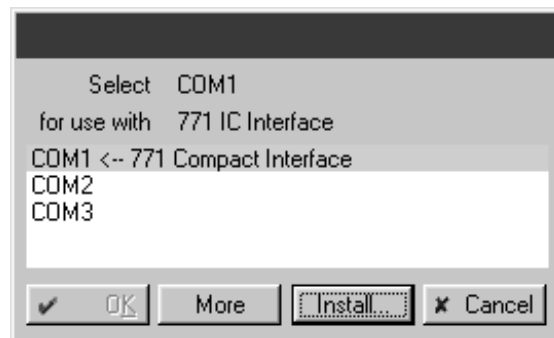 Select COM1
for use with 771 IC Interface
COM1 <-- 771 Compact Interface
COM2
COM3
OK More Install... Cancel